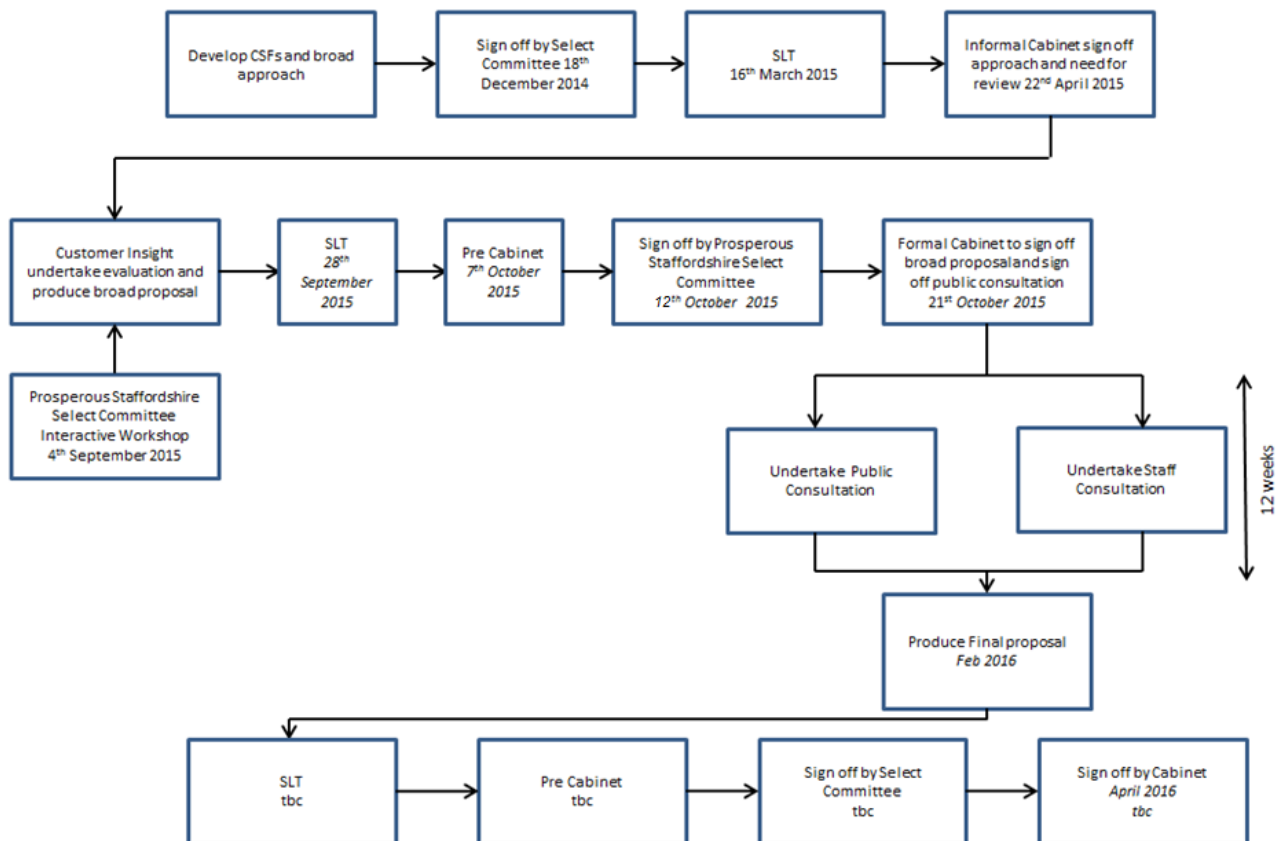 Develop CSFs and broad
approach
Sign off by Select
Committee 18th
December 2014
SLT
16th March 2015
Informal Cabinet sign off
approach and need for
review 22nd April 2015
Customer Insight
undertake evaluation and
produce broad proposal
SLT
28th
September
2015
Pre Cabinet
7th October
2015
Sign off by Prosperous
Staffordshire Select
Committee
12th October 2015
Formal Cabinet to sign off
broad proposal and sign
off public consultation
21st October 2015
Prosperous Staffordshire
Select Committee
Interactive Workshop
4th September 2015
Undertake Public
Consultation
Undertake Staff
Consultation
12 weeks
Produce Final proposal
Feb 2016
SLT
tbc
Pre Cabinet
tbc
Sign off by Select
Committee
tbc
Sign off by Cabinet
April 2016
tbc